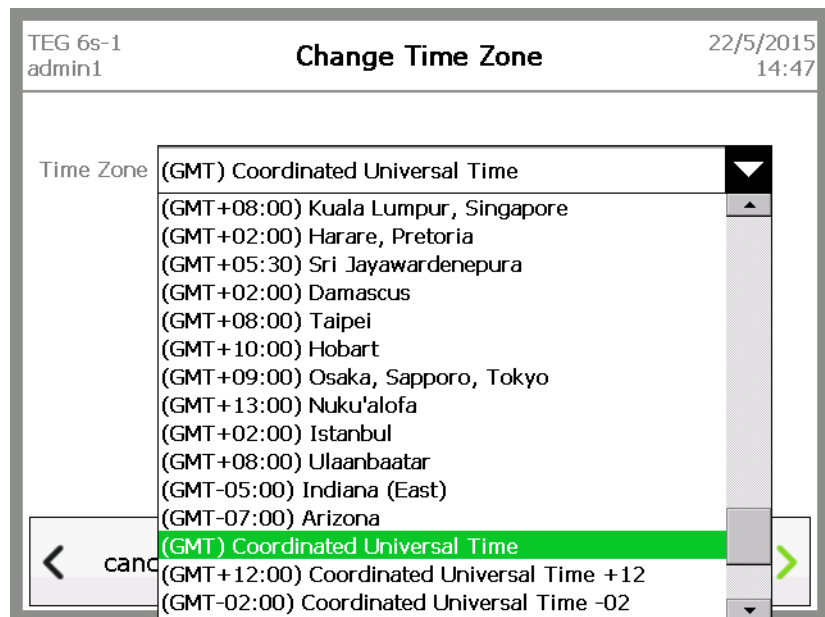 TEG 6s-1
admin1
Change Time Zone
22/5/2015
14:47
Time Zone
(GMT) Coordinated Universal Time
(GMT+08:00) Kuala Lumpur, Singapore
(GMT+02:00) Harare, Pretoria
(GMT+05:30) Sri Jayawardenepura
(GMT+02:00) Damascus
(GMT+08:00) Taipei
(GMT+10:00) Hobart
(GMT+09:00) Osaka, Sapporo, Tokyo
(GMT+13:00) Nuku'alofa
(GMT+02:00) Istanbul
(GMT+08:00) Ulaanbaatar
(GMT-05:00) Indiana (East)
(GMT-07:00) Arizona
(GMT) Coordinated Universal Time
(GMT+12:00) Coordinated Universal Time +12
(GMT-02:00) Coordinated Universal Time -02